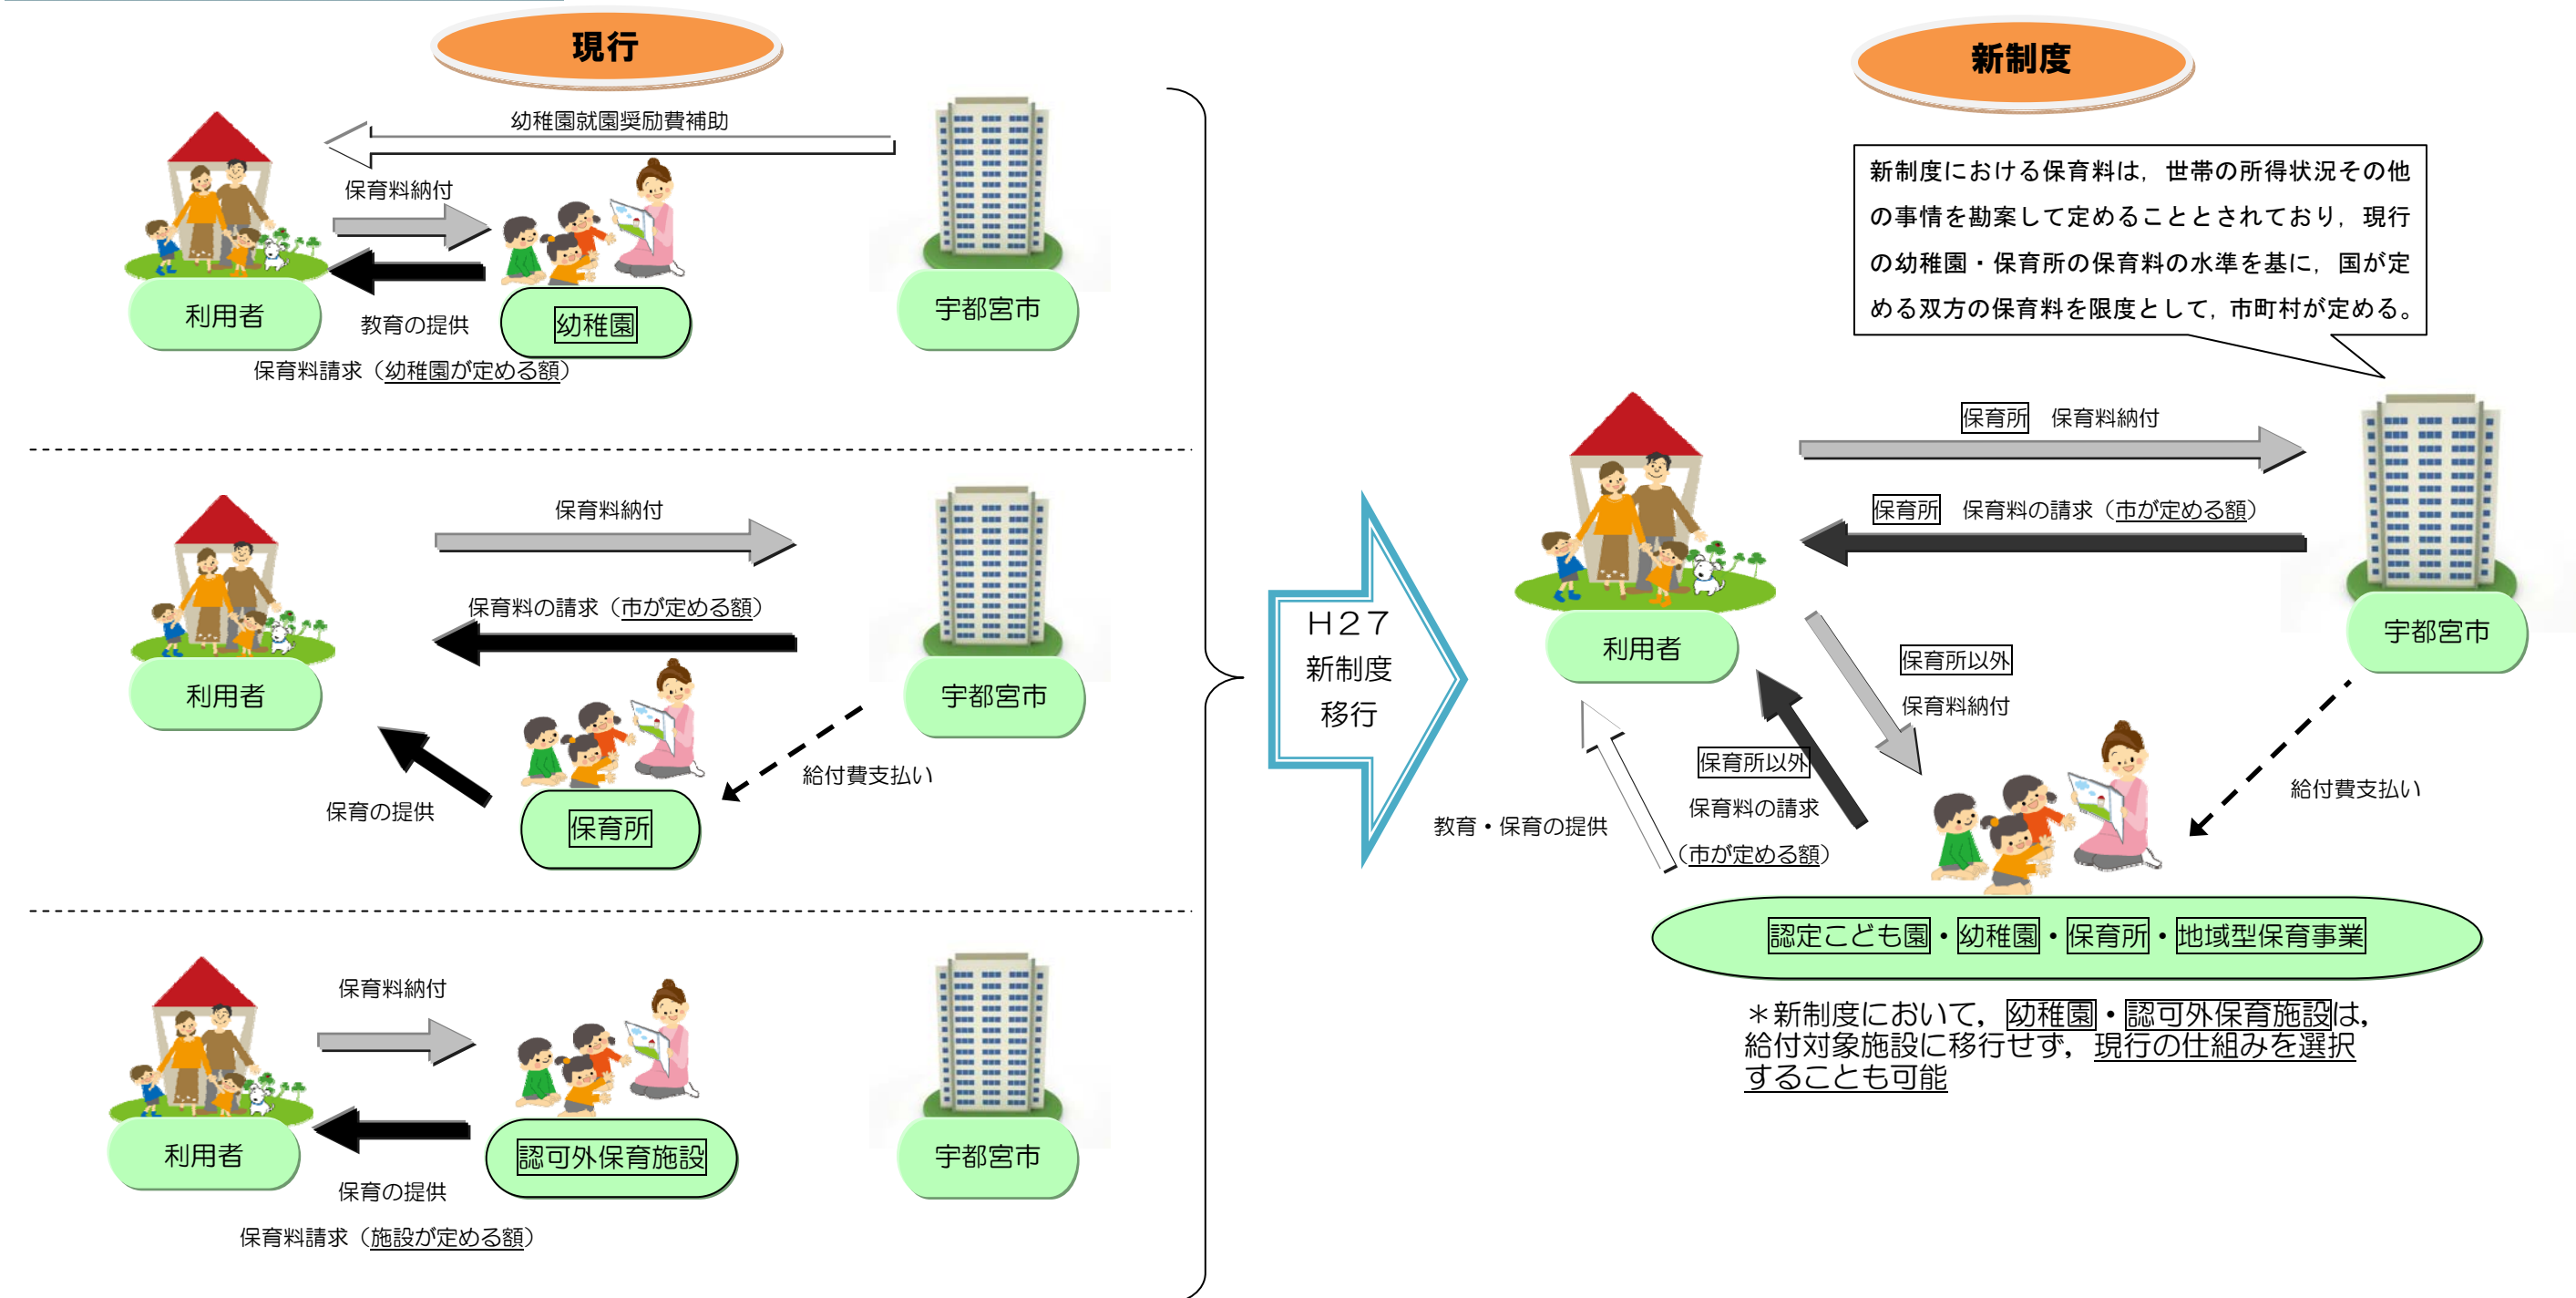 現行
幼稚園就園奨励費補助
保育料納付
利用者
教育の提供
幼稚園
宇都宮市
保育料請求（幼稚園が定める額）
保育料納付
保育料の請求（市が定める額）
利用者
宇都宮市
給付費支払い
保育の提供
保育所
保育料納付
利用者
認可外保育施設
宇都宮市
保育の提供
保育料請求（施設が定める額）
H27
新制度
移行
新制度
新制度における保育料は，世帯の所得状況その他
の事情を勘案して定めることとされており，現行
の幼稚園・保育所の保育料の水準を基に，国が定
める双方の保育料を限度として，市町村が定める。
保育所　保育料納付
保育所　保育料の請求（市が定める額）
利用者
宇都宮市
保育所以外
保育料納付
保育所以外
保育料の請求
（市が定める額）
教育・保育の提供
給付費支払い
認定こども園・幼稚園・保育所・地域型保育事業
＊新制度において，幼稚園・認可外保育施設は，
給付対象施設に移行せず，現行の仕組みを選択
することも可能